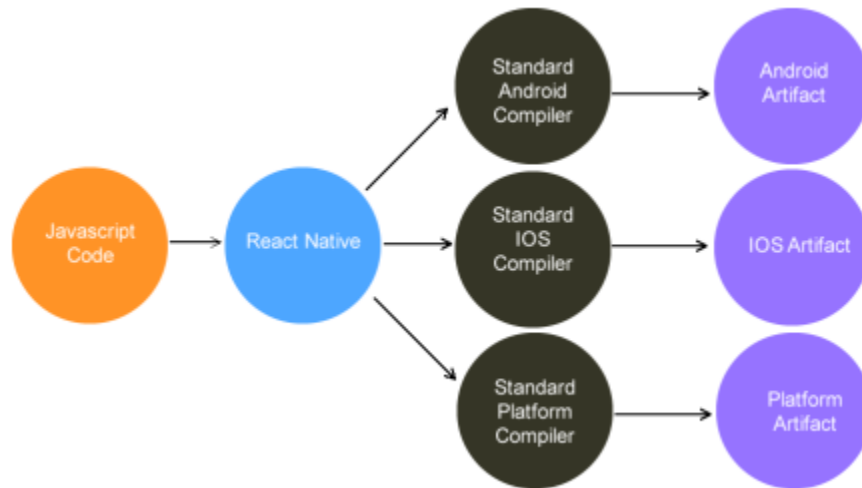 Javascript
Code
React Native
Standard
Android
Compiler
Android
Artifact
Standard
IOS
Compiler
IOS Artifact
Standard
Platform
Compiler
Platform
Artifact